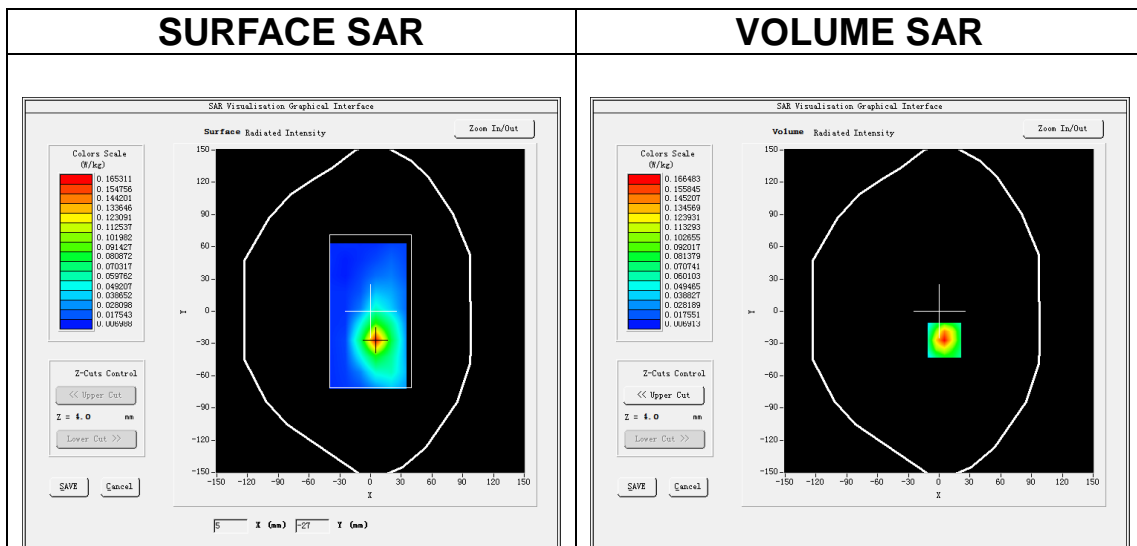 SURFACE SAR
VOLUME SAR
SAR Visualisation Graphical Interface
Surface Radiated Intensity
Zoom In/Out
Colors Scale
(W/kg)
0.165311
0.154756
0.144201
0.133646
0.123091
0.112537
0.101982
0.091427
0.080872
0.070317
0.059762
0.049207
0.038652
0.028098
0.017543
0.006988
Z-Cuts Control
<< Upper Cut
Z = 4.0 mm
Lower Cut >>
SAVE Cancel
150
120
90
60
30
0
-30
-60
-90
-120
-150
Y
-150 -120 -90 -60 -30 0 30 60 90 120 150
X
5 X (mm) -27 Y (mm)
SAR Visualisation Graphical Interface
Volume Radiated Intensity
Zoom In/Out
Colors Scale
(W/kg)
0.166483
0.155845
0.145207
0.134569
0.123931
0.113293
0.102655
0.092017
0.081379
0.070741
0.060103
0.049465
0.038827
0.028189
0.017551
0.006913
Z-Cuts Control
<< Upper Cut
Z = 4.0 mm
Lower Cut >>
SAVE Cancel
150
120
90
60
30
0
-30
-60
-90
-120
-150
Y
-150 -120 -90 -60 -30 0 30 60 90 120 150
X